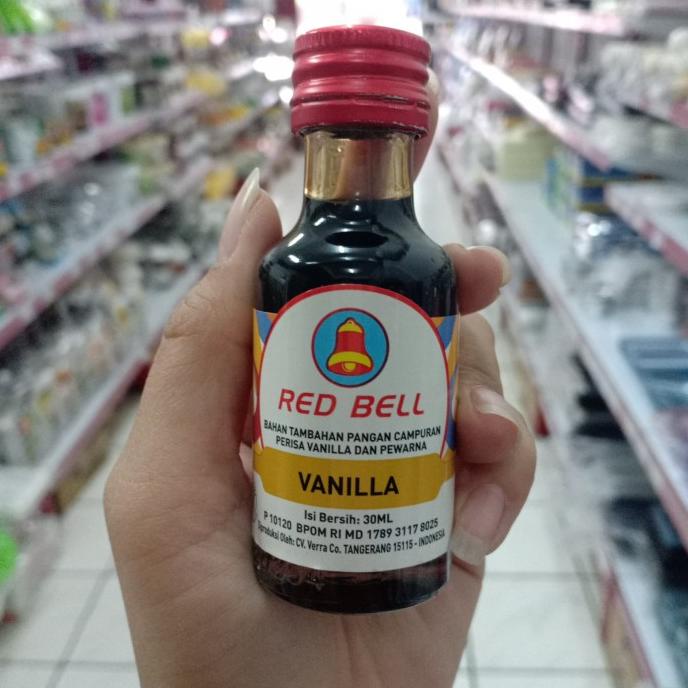 RED BELL
BAHAN TAMBAHAN PANGAN CAMPURAN
PERISA VANILLA DAN PEWARNA
VANILLA
Isi Bersih: 30ML
P 10120 BPOM RI MD 1789 3117 8025
Diproduksi Oleh: CV. Verra Co. TANGERANG 15115 - INDONESIA